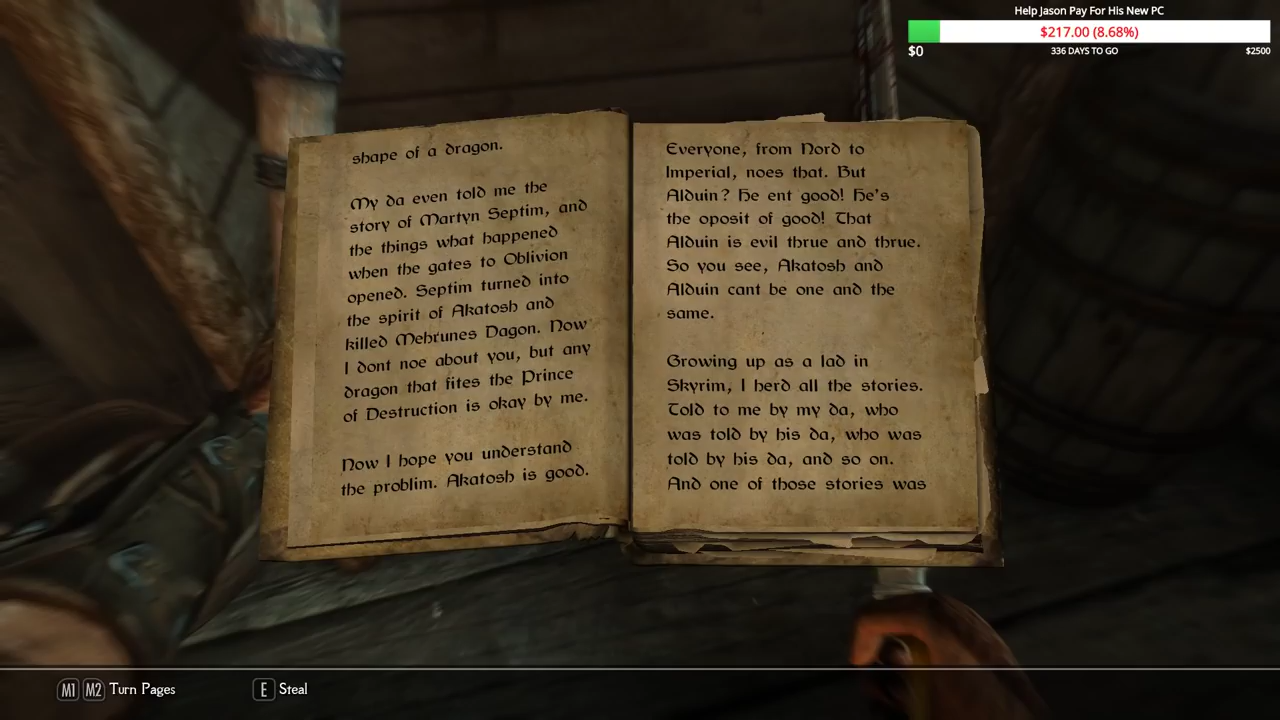 Help Jason Pay For His New PC
$217.00 (8.68%)
$0
336 DAYS TO GO
$2500
shape of a dragon.
My da even told me the
story of Martyn Septim, and
the things what happened
when the gates to Oblivion
opened. Septim turned into
the spirit of Akatosh and
killed Mehrunes Dagon. Now
I dont noe about you, but any
dragon that fites the Prince
of Destruction is okay by me.
Now I hope you understand
the problim. Akatosh is good.
Everyone, from Nord to
Imperial, noes that. But
Alduin? He ent good! He's
the oposit of good! That
Alduin is evil thrue and thrue.
So you see, Akatosh and
Alduin cant be one and the
same.
Growing up as a lad in
Skyrim, I herd all the stories.
Told to me by my da, who
was told by his da, who was
told by his da, and so on.
And one of those stories was
M1 M2 Turn Pages
E Steal